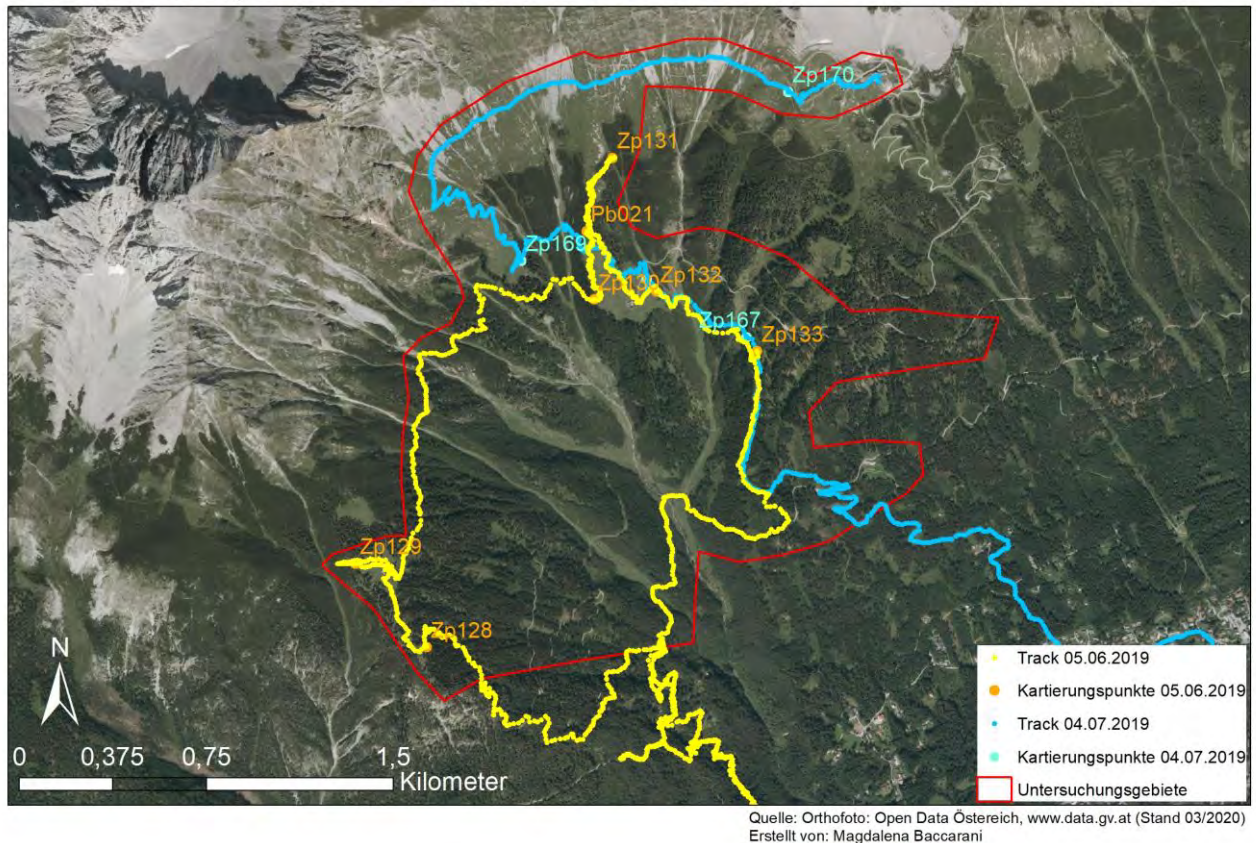 Zp170
Zp131
Pb021
Zp169
Zp132
Zp167
Zp133
Zp129
Zp128
N
0 0,375 0,75 1,5
Kilometer
Track 05.06.2019
Kartierungspunkte 05.06.2019
Track 04.07.2019
Kartierungspunkte 04.07.2019
Untersuchungsgebiete
Quelle: Orthofoto: Open Data Österreich, www.data.gv.at (Stand 03/2020)
Erstellt von: Magdalena Baccarani